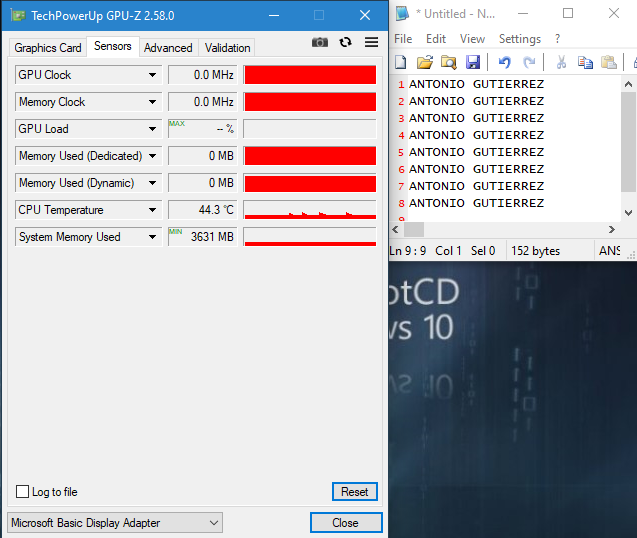 TechPowerUp GPU-Z 2.58.0
Graphics Card Sensors Advanced Validation
GPU Clock 0.0 MHz
Memory Clock 0.0 MHz
GPU Load MAX -- %
Memory Used (Dedicated) 0 MB
Memory Used (Dynamic) 0 MB
CPU Temperature 44.3 °C
System Memory Used MIN 3631 MB
Log to file Reset
Microsoft Basic Display Adapter Close
* Untitled - N...
File Edit View Settings ?
1 ANTONIO GUTIERREZ
2 ANTONIO GUTIERREZ
3 ANTONIO GUTIERREZ
4 ANTONIO GUTIERREZ
5 ANTONIO GUTIERREZ
6 ANTONIO GUTIERREZ
7 ANTONIO GUTIERREZ
8 ANTONIO GUTIERREZ
9
Ln 9 : 9 Col 1 Sel 0 152 bytes ANS
otCD
vs 10